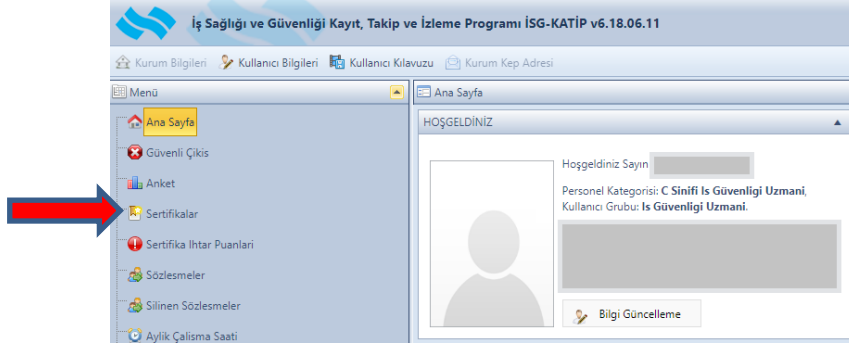 İş Sağlığı ve Güvenliği Kayıt, Takip ve İzleme Programı İSG-KATİP v6.18.06.11
Kurum Bilgileri Kullanıcı Bilgileri Kullanıcı Kılavuzu Kurum Kep Adresi
Menü
Ana Sayfa
Güvenli Çikis
Anket
Sertifikalar
Sertifika Ihtar Puanlari
Sözlesmeler
Silinen Sözlesmeler
Aylik Çalisma Saati
Ana Sayfa
HOŞGELDİNİZ
Hoşgeldiniz Sayın
Personel Kategorisi: C Sinifi Is Güvenligi Uzmani,
Kullanıcı Grubu: Is Güvenligi Uzmani.
Bilgi Güncelleme